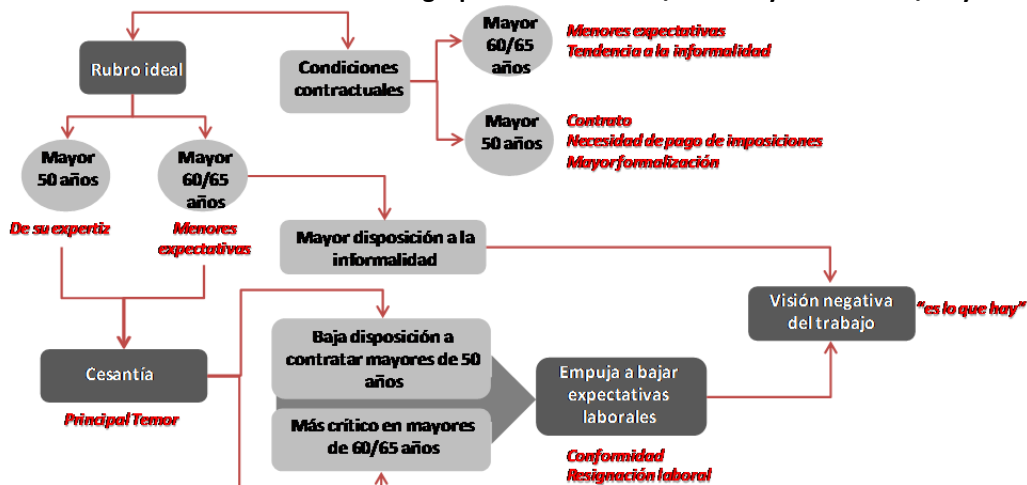 Rubro ideal
Condiciones
contractuales
Mayor
60/65
años
Menores expectativas
Tendencia a la informalidad
Mayor
50 años
Contrato
Necesidad de pago de imposiciones
Mayor formalización
Mayor
50 años
Mayor
60/65
años
De su expertiz
Menores
expectativas
Mayor disposición a la
informalidad
Visión negativa
del trabajo
"es lo que hay"
Cesantía
Principal Temor
Baja disposición a
contratar mayores de 50
años
Más crítico en mayores
de 60/65 años
Empuja a bajar
expectativas
laborales
Conformidad
Resignación laboral